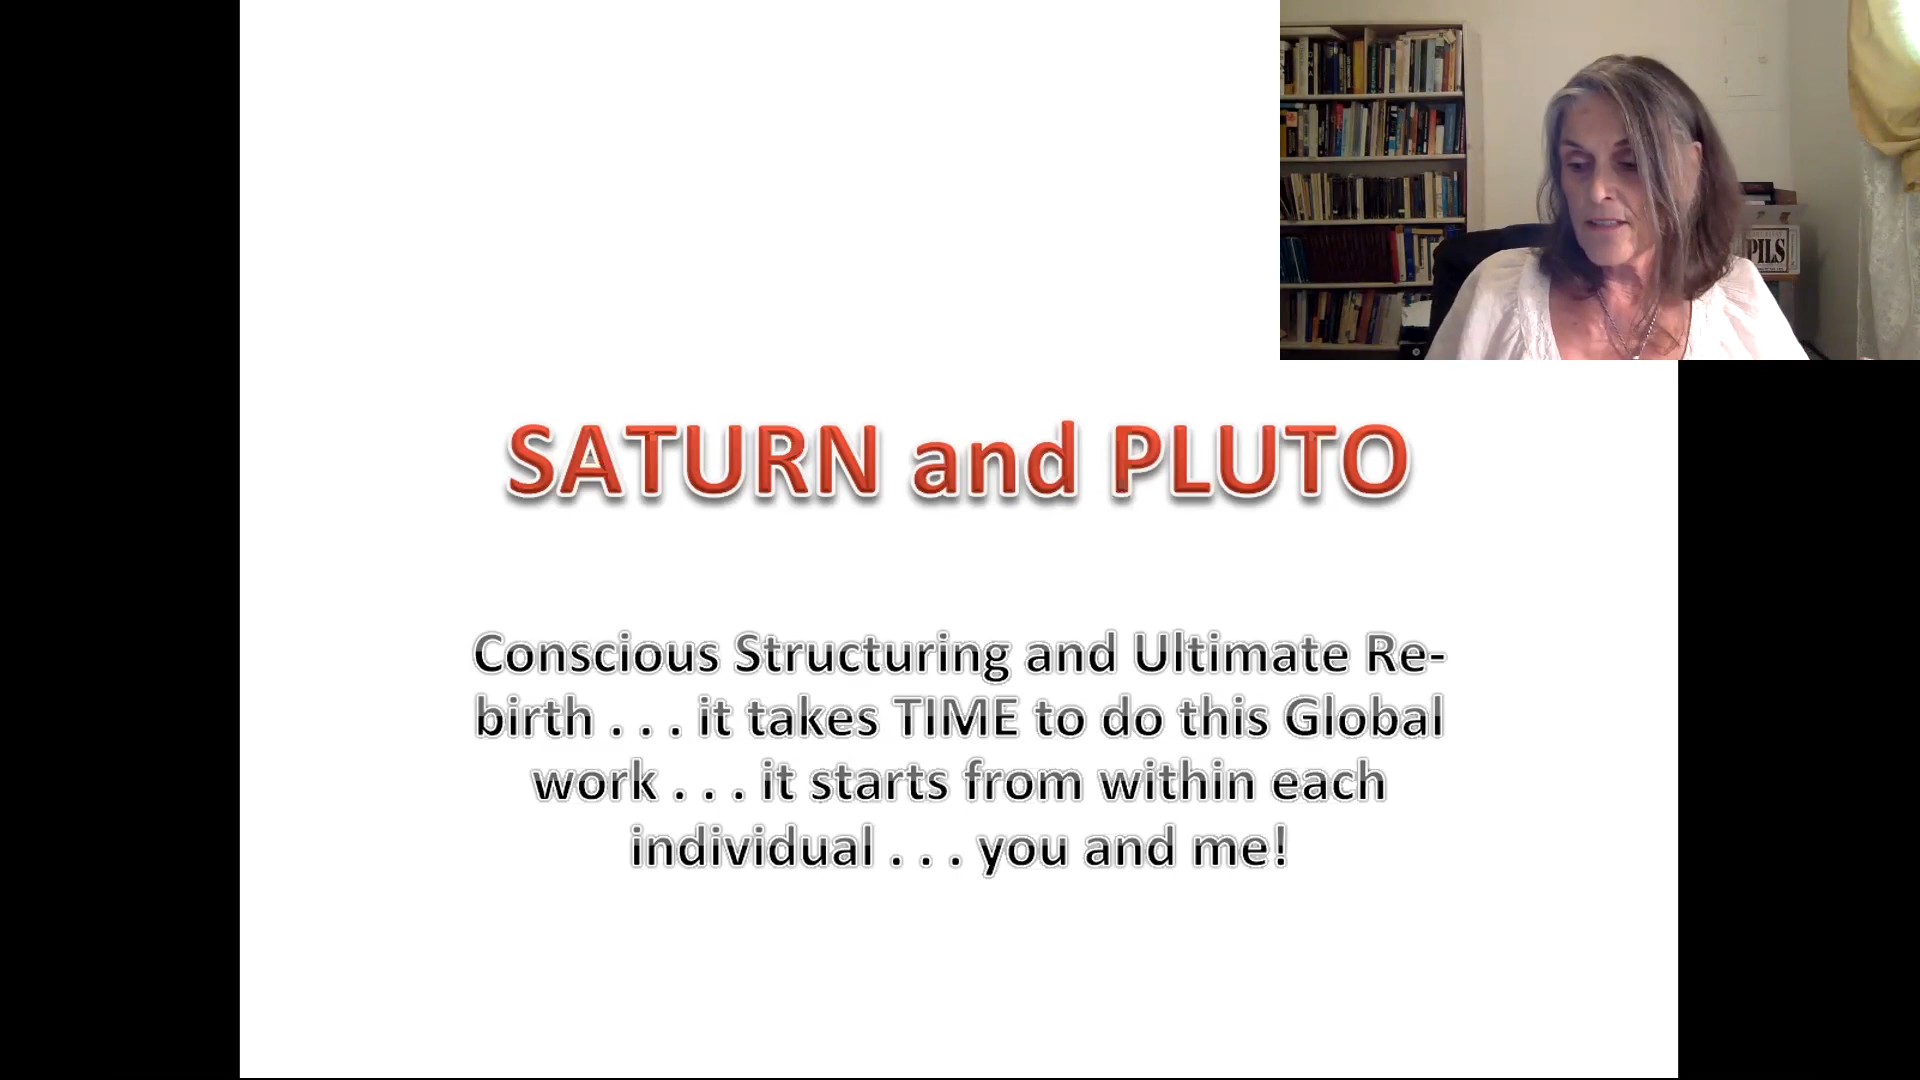 PILS
SATURN and PLUTO
Conscious Structuring and Ultimate Re-
birth . . . it takes TIME to do this Global
work . . . it starts from within each
individual . . . you and me!